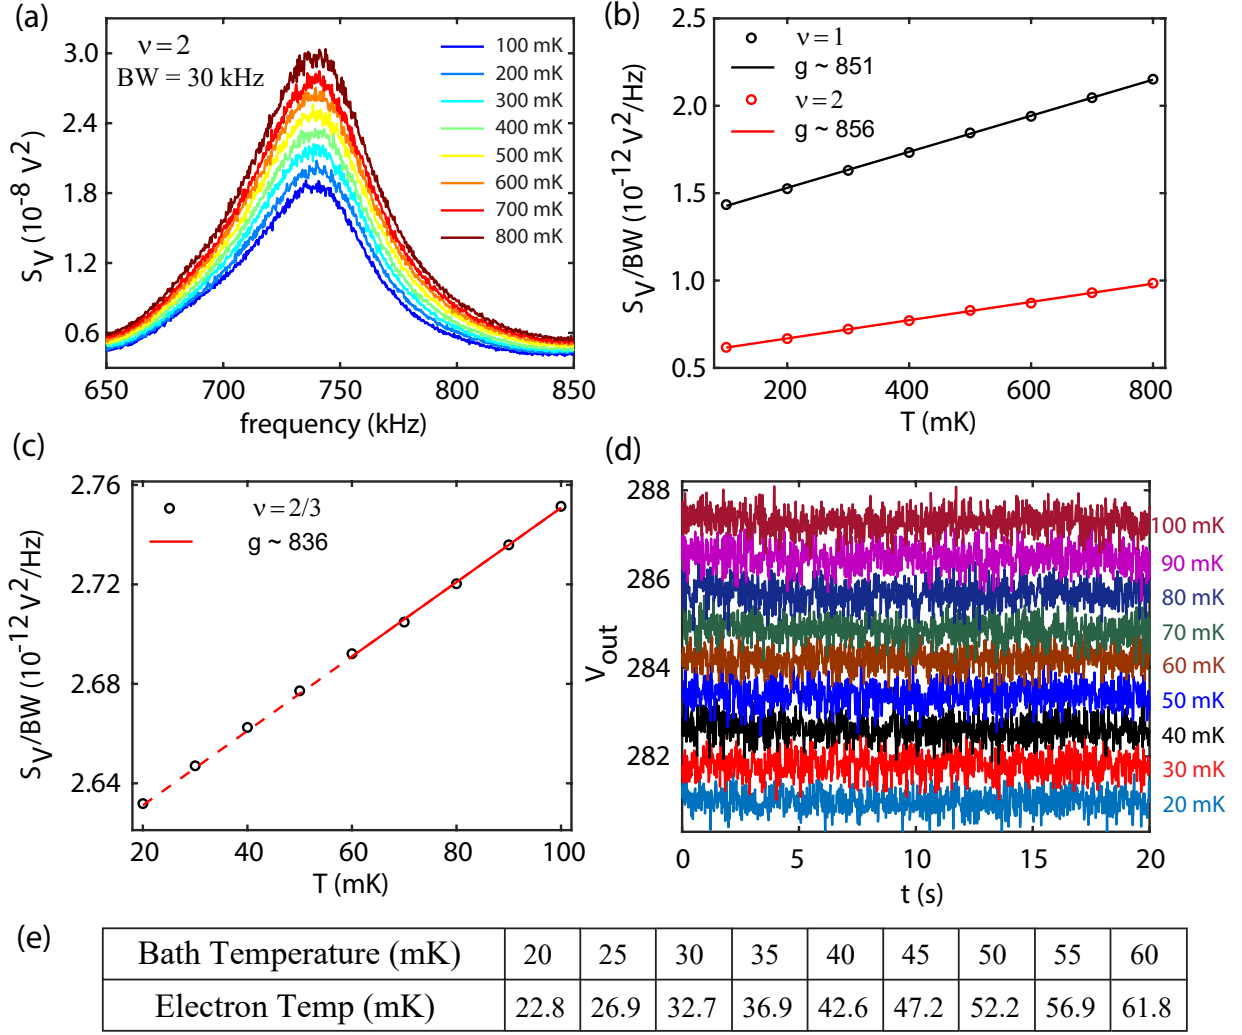 (a)
ν = 2
BW = 30 kHz
100 mK
200 mK
300 mK
400 mK
500 mK
600 mK
700 mK
800 mK
S_V (10⁻⁸ V²)
3.0
2.4
1.8
1.2
0.6
650 700 750 800 850
frequency (kHz)
(b)
ν = 1
g ~ 851
ν = 2
g ~ 856
S_V/BW (10⁻¹² V²/Hz)
2.5
2.0
1.5
1.0
0.5
200 400 600 800
T (mK)
(c)
ν = 2/3
g ~ 836
S_V/BW (10⁻¹² V²/Hz)
2.76
2.72
2.68
2.64
20 40 60 80 100
T (mK)
(d)
V_out
288
286
284
282
100 mK
90 mK
80 mK
70 mK
60 mK
50 mK
40 mK
30 mK
20 mK
0 5 10 15 20
t (s)
(e)
Bath Temperature (mK) 20 25 30 35 40 45 50 55 60
Electron Temp (mK) 22.8 26.9 32.7 36.9 42.6 47.2 52.2 56.9 61.8